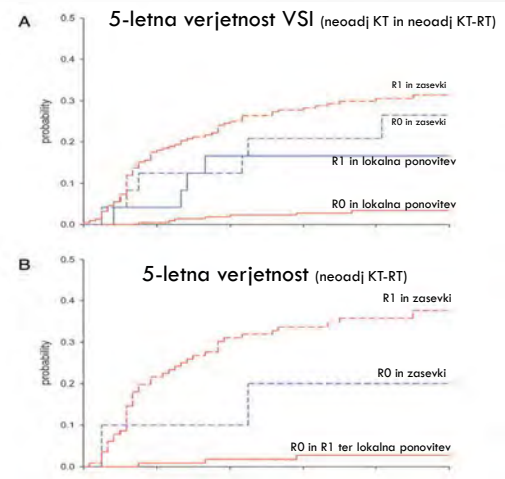 A
5-letna verjetnost VSI (neoadj KT in neoadj KT-RT)
0.5
0.4
0.3
0.2
0.1
0.0
probability
R1 in zasevki
R0 in zasevki
R1 in lokalna ponovitev
R0 in lokalna ponovitev
B
5-letna verjetnost (neoadj KT-RT)
0.5
0.4
0.3
0.2
0.1
0.0
probability
R1 in zasevki
R0 in zasevki
R0 in R1 ter lokalna ponovitev